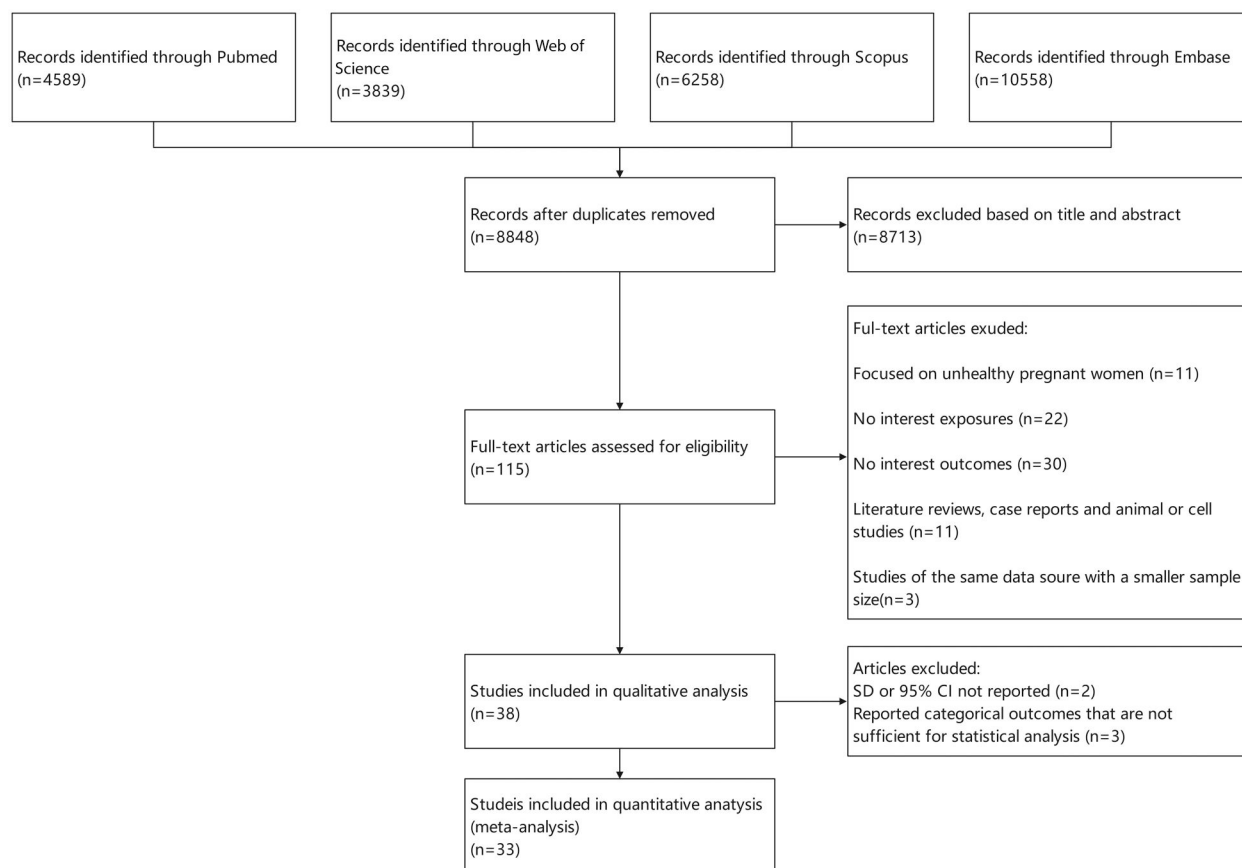 Records identified through Pubmed
(n=4589)
Records identified through Web of
Science
(n=3839)
Records identified through Scopus
(n=6258)
Records identified through Embase
(n=10558)
Records after duplicates removed
(n=8848)
Records excluded based on title and abstract
(n=8713)
Ful-text articles exuded:
Focused on unhealthy pregnant women (n=11)
No interest exposures (n=22)
No interest outcomes (n=30)
Literature reviews, case reports and animal or cell
studies (n=11)
Studies of the same data soure with a smaller sample
size(n=3)
Full-text articles assessed for eligibility
(n=115)
Studies included in qualitative analysis
(n=38)
Articles excluded:
SD or 95% CI not reported (n=2)
Reported categorical outcomes that are not
sufficient for statistical analysis (n=3)
Studeis included in quantitative anatysis
(meta-analysis)
(n=33)